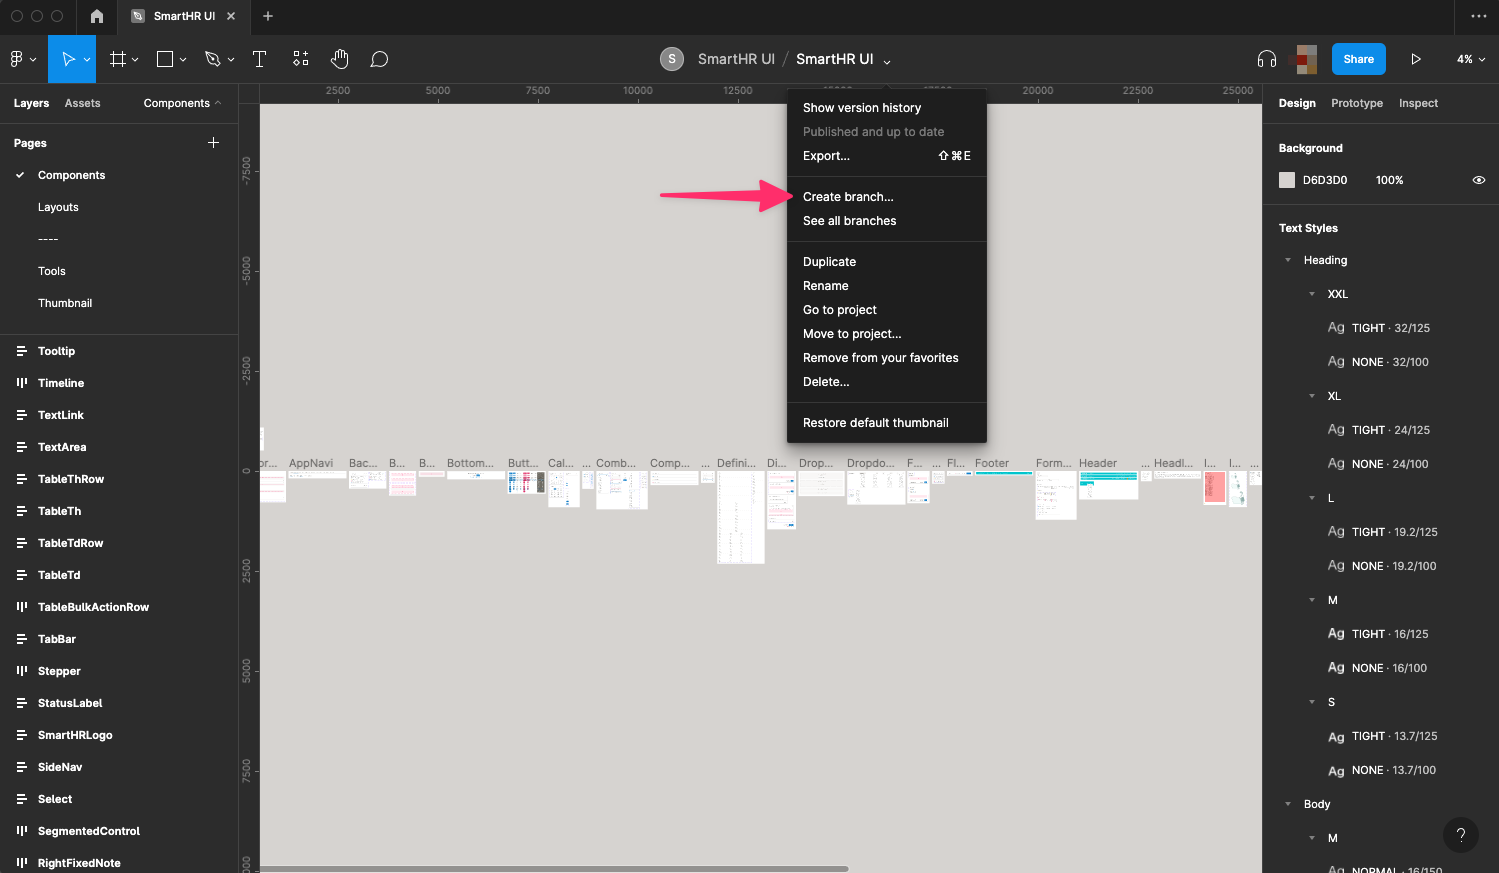 SmartHR UI
S SmartHR UI / SmartHR UI
Share
4%
Layers
Assets
Components
Pages
Components
Layouts
----
Tools
Thumbnail
Tooltip
Timeline
TextLink
TextArea
TableThRow
TableTh
TableTdRow
TableTd
TableBulkActionRow
TabBar
Stepper
StatusLabel
SmartHRLogo
SideNav
Select
SegmentedControl
RightFixedNote
2500
5000
7500
10000
12500
20000
22500
25000
-7500
-5000
-2500
0
2500
5000
7500
Show version history
Published and up to date
Export... ⇧⌘E
Create branch...
See all branches
Duplicate
Rename
Go to project
Move to project...
Remove from your favorites
Delete...
Restore default thumbnail
AppNavi
Bac...
B...
B...
Bottom...
Butt...
Cal...
...
Comb...
Comp...
...
Defini...
Di...
Drop...
Dropdo...
F...
...
Fl...
Footer
Form...
Header
...
Headl...
I...
I...
...
Design
Prototype
Inspect
Background
D6D3D0 100%
Text Styles
Heading
XXL
Ag TIGHT · 32/125
Ag NONE · 32/100
XL
Ag TIGHT · 24/125
Ag NONE · 24/100
L
Ag TIGHT · 19.2/125
Ag NONE · 19.2/100
M
Ag TIGHT · 16/125
Ag NONE · 16/100
S
Ag TIGHT · 13.7/125
Ag NONE · 13.7/100
Body
M
Ag NORMAL · 16/150
?